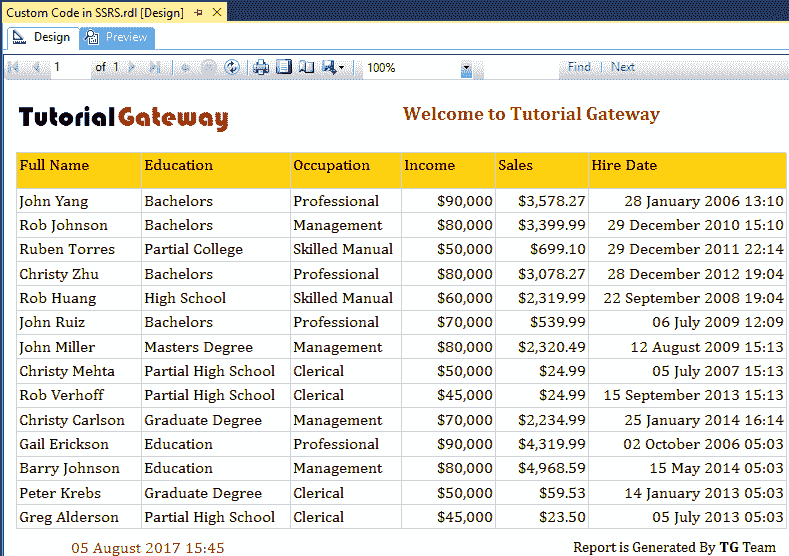 Custom Code in SSRS.rdl [Design]
Design Preview
1 of 1 100% Find | Next
TutorialGateway Welcome to Tutorial Gateway
Full Name Education Occupation Income Sales Hire Date
John Yang Bachelors Professional $90,000 $3,578.27 28 January 2006 13:10
Rob Johnson Bachelors Management $80,000 $3,399.99 29 December 2010 15:10
Ruben Torres Partial College Skilled Manual $50,000 $699.10 29 December 2011 22:14
Christy Zhu Bachelors Professional $80,000 $3,078.27 28 December 2012 19:04
Rob Huang High School Skilled Manual $60,000 $2,319.99 22 September 2008 19:04
John Ruiz Bachelors Professional $70,000 $539.99 06 July 2009 12:09
John Miller Masters Degree Management $80,000 $2,320.49 12 August 2009 15:13
Christy Mehta Partial High School Clerical $50,000 $24.99 05 July 2007 15:13
Rob Verhoff Partial High School Clerical $45,000 $24.99 15 September 2013 15:13
Christy Carlson Graduate Degree Management $70,000 $2,234.99 25 January 2014 16:14
Gail Erickson Education Professional $90,000 $4,319.99 02 October 2006 05:03
Barry Johnson Education Management $80,000 $4,968.59 15 May 2014 05:03
Peter Krebs Graduate Degree Clerical $50,000 $59.53 14 January 2013 05:03
Greg Alderson Partial High School Clerical $45,000 $23.50 05 July 2013 05:03
05 August 2017 15:45 Report is Generated By TG Team